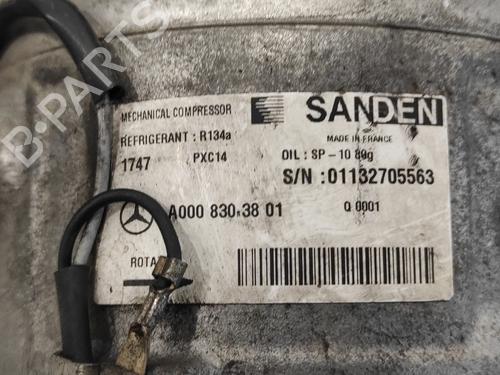 MECHANICAL COMPRESSOR
SANDEN
REFRIGERANT : R134a
MADE IN FRANCE
1747 PXC14
OIL : SP-10 80g
S/N : 01132705563
A000 830 38 01
Q 0001
ROTA
B-PARTS